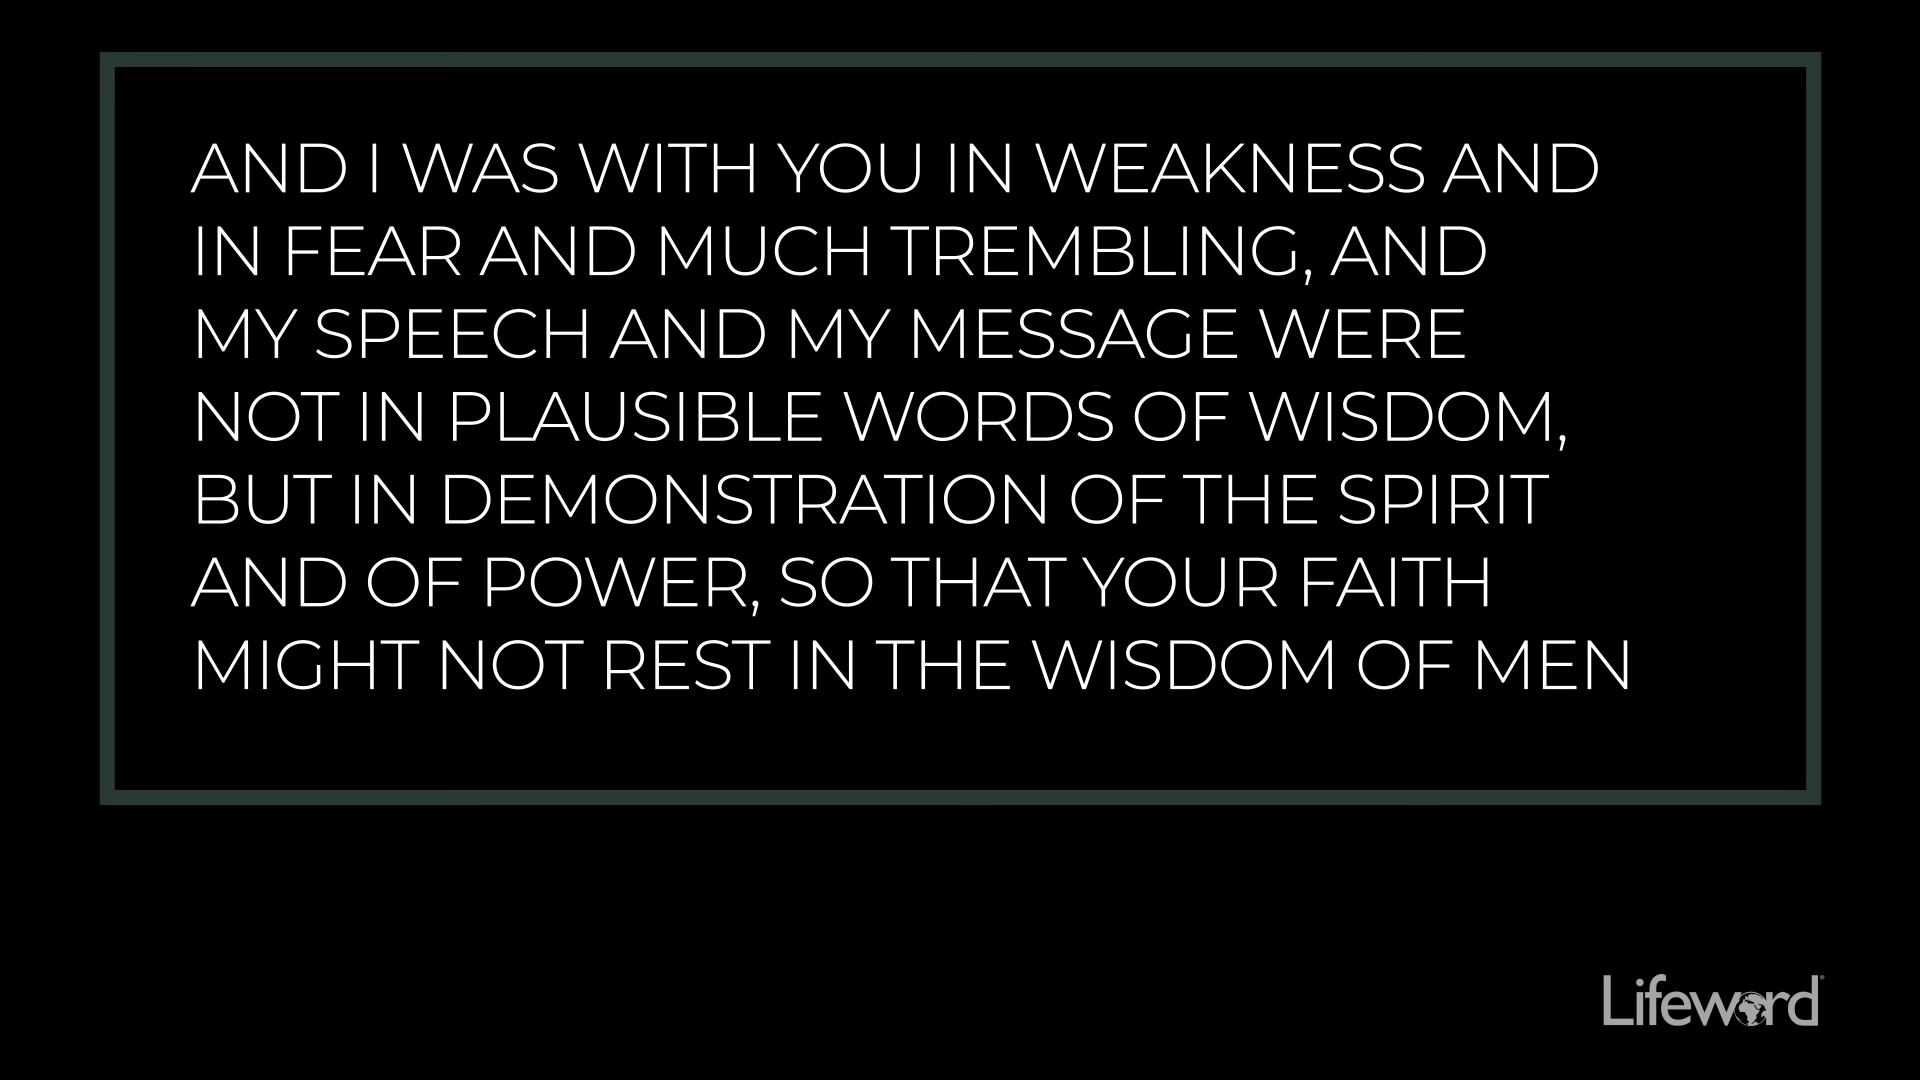 AND I WAS WITH YOU IN WEAKNESS AND
IN FEAR AND MUCH TREMBLING, AND
MY SPEECH AND MY MESSAGE WERE
NOT IN PLAUSIBLE WORDS OF WISDOM,
BUT IN DEMONSTRATION OF THE SPIRIT
AND OF POWER, SO THAT YOUR FAITH
MIGHT NOT REST IN THE WISDOM OF MEN
Lifeword